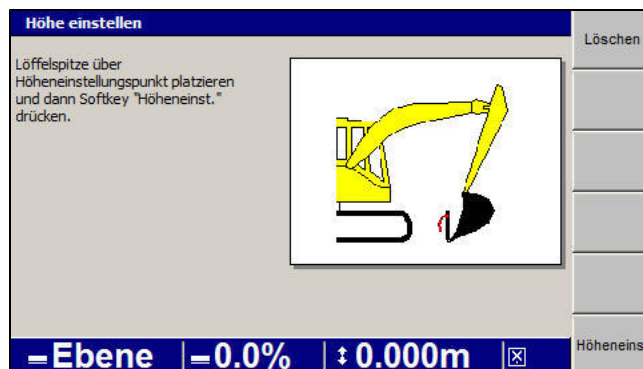 Höhe einstellen
Löschen
Löffelspitze über
Höheneinstellungspunkt platzieren
und dann Softkey "Höheneinst."
drücken.
Ebene
0.0%
0.000m
Höheneins